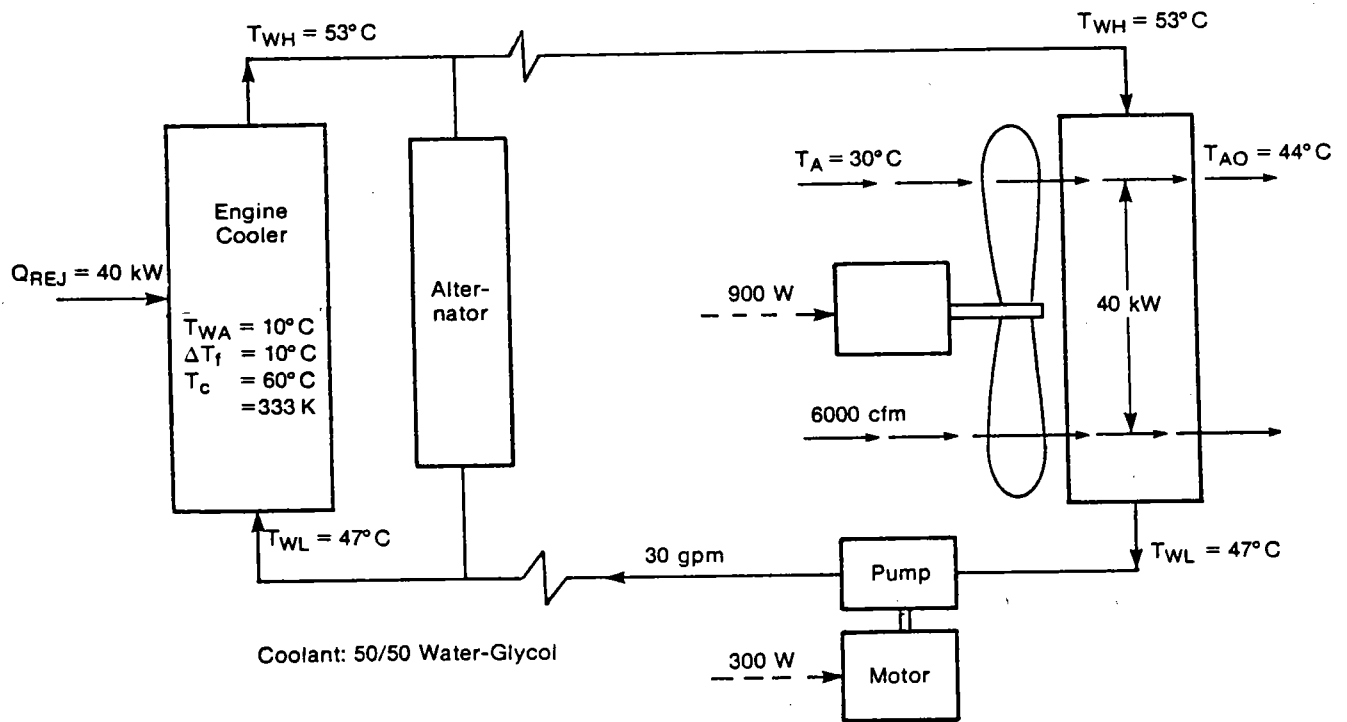 T_WH = 53°C
T_WH = 53°C
T_A = 30°C
T_AO = 44°C
Engine
Cooler
Q_REJ = 40 kW
Alter-
nator
900 W
40 kW
T̄_WA = 10°C
ΔT_f = 10°C
T_c = 60°C
=333 K
6000 cfm
T_WL = 47°C
30 gpm
Pump
T_WL = 47°C
Coolant: 50/50 Water-Glycol
300 W
Motor